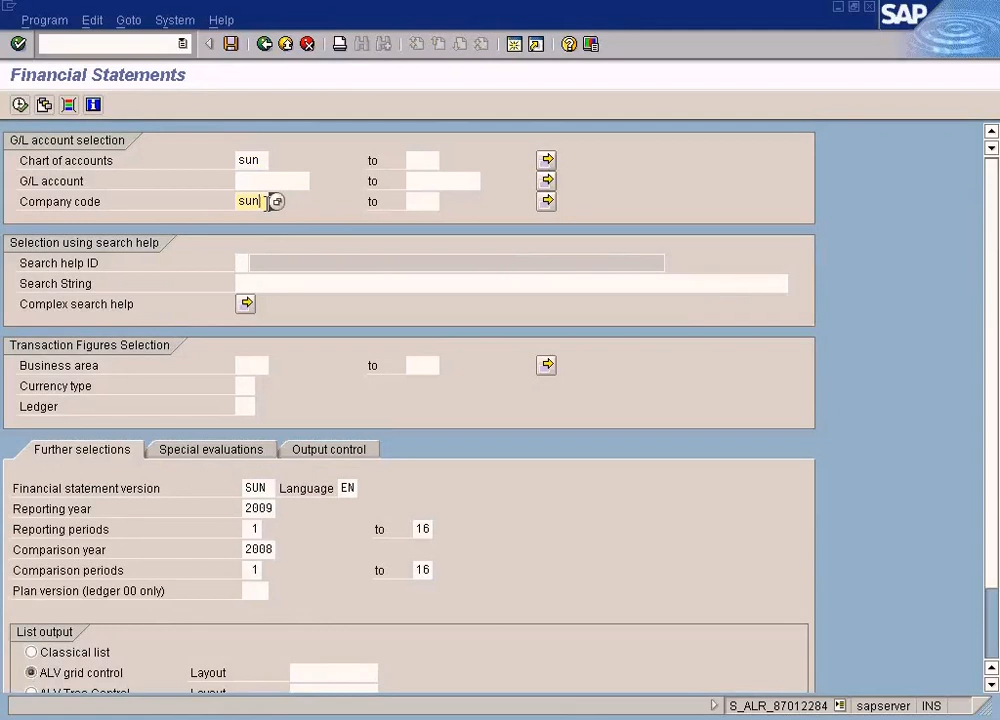 Program Edit Goto System Help
SAP
Financial Statements
G/L account selection
Chart of accounts sun to
G/L account to
Company code sun to
Selection using search help
Search help ID
Search String
Complex search help
Transaction Figures Selection
Business area to
Currency type
Ledger
Further selections Special evaluations Output control
Financial statement version SUN Language EN
Reporting year 2009
Reporting periods 1 to 16
Comparison year 2008
Comparison periods 1 to 16
Plan version (ledger 00 only)
List output
Classical list
ALV grid control Layout
ALV Tree Control Layout
S_ALR_87012284 sapserver INS